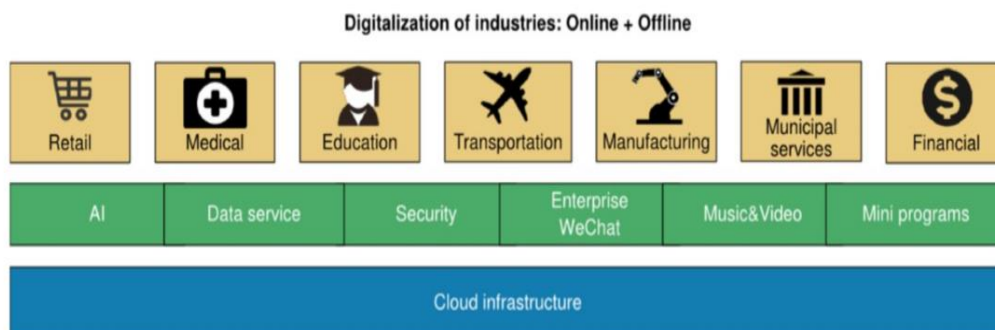 Digitalization of industries: Online + Offline
Retail
Medical
Education
Transportation
Manufacturing
Municipal
services
Financial
AI
Data service
Security
Enterprise
WeChat
Music&Video
Mini programs
Cloud infrastructure